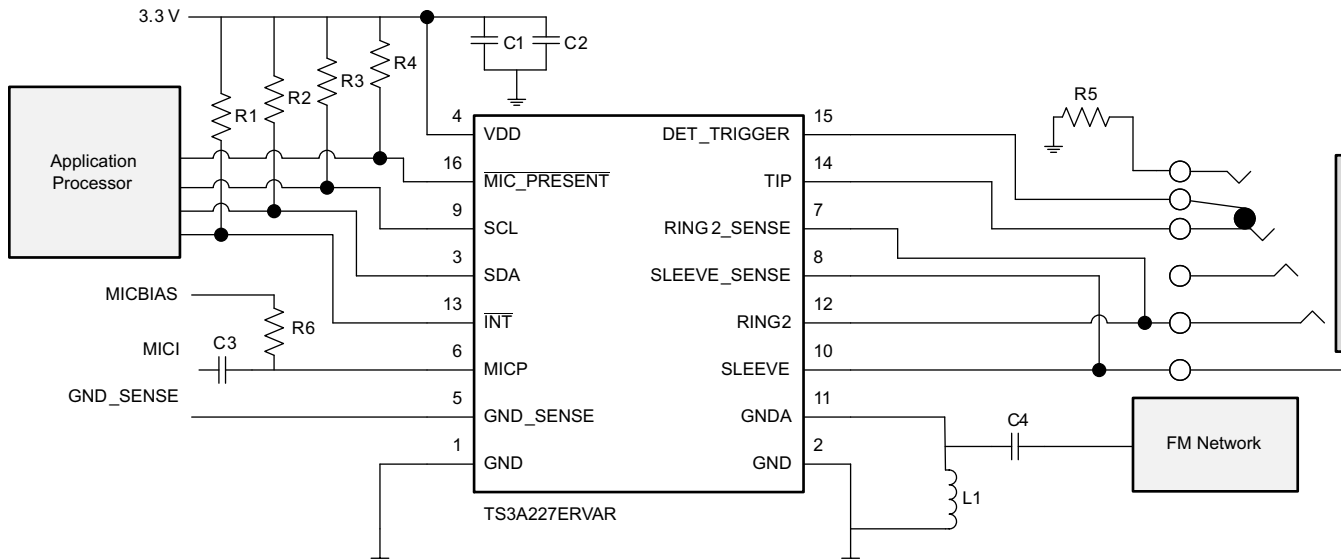 3.3 V
C1
C2
R4
R3
R2
R1
R5
Application
Processor
4
VDD
16
MIC_PRESENT
9
SCL
3
SDA
13
INT
6
MICP
5
GND_SENSE
1
GND
15
DET_TRIGGER
14
TIP
7
RING2_SENSE
8
SLEEVE_SENSE
12
RING2
10
SLEEVE
11
GNDA
2
GND
MICBIAS
R6
MICI
C3
GND_SENSE
C4
FM Network
L1
TS3A227ERVAR